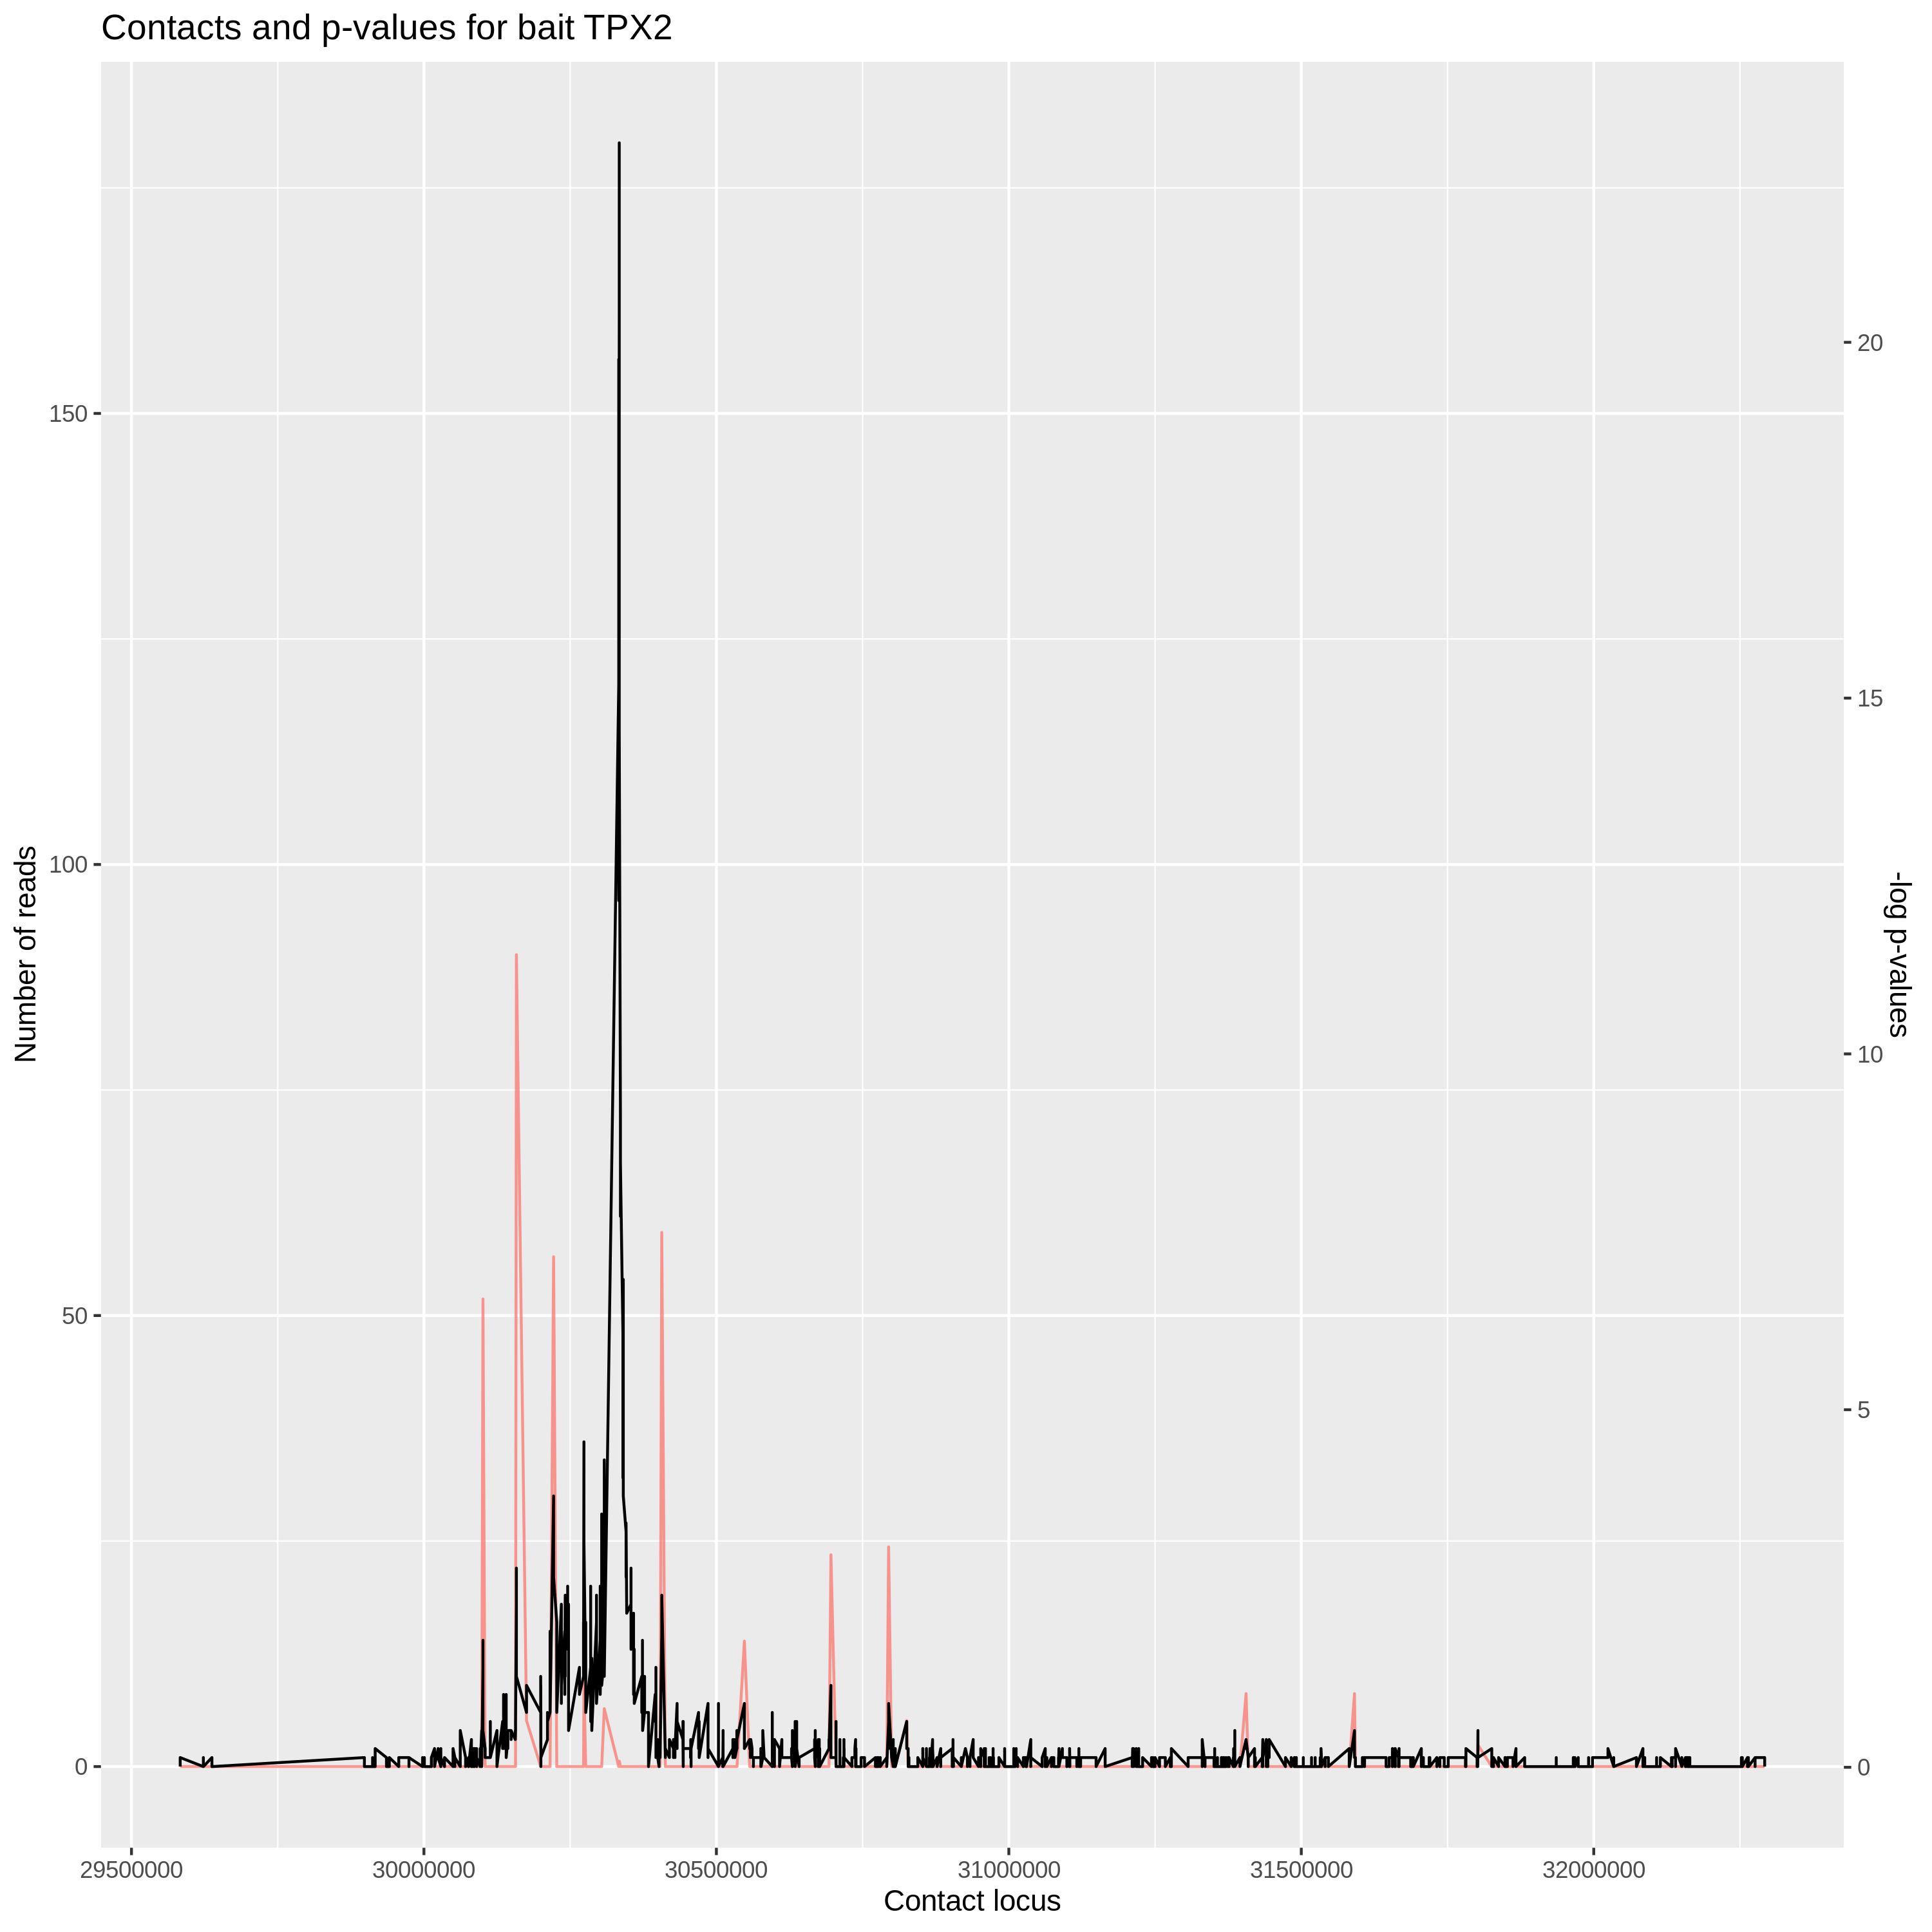 Contacts and p-values for bait TPX2
150
100
50
0
Number of reads
20
15
10
5
0
-log p-values
29500000 30000000 30500000 31000000 31500000 32000000
Contact locus